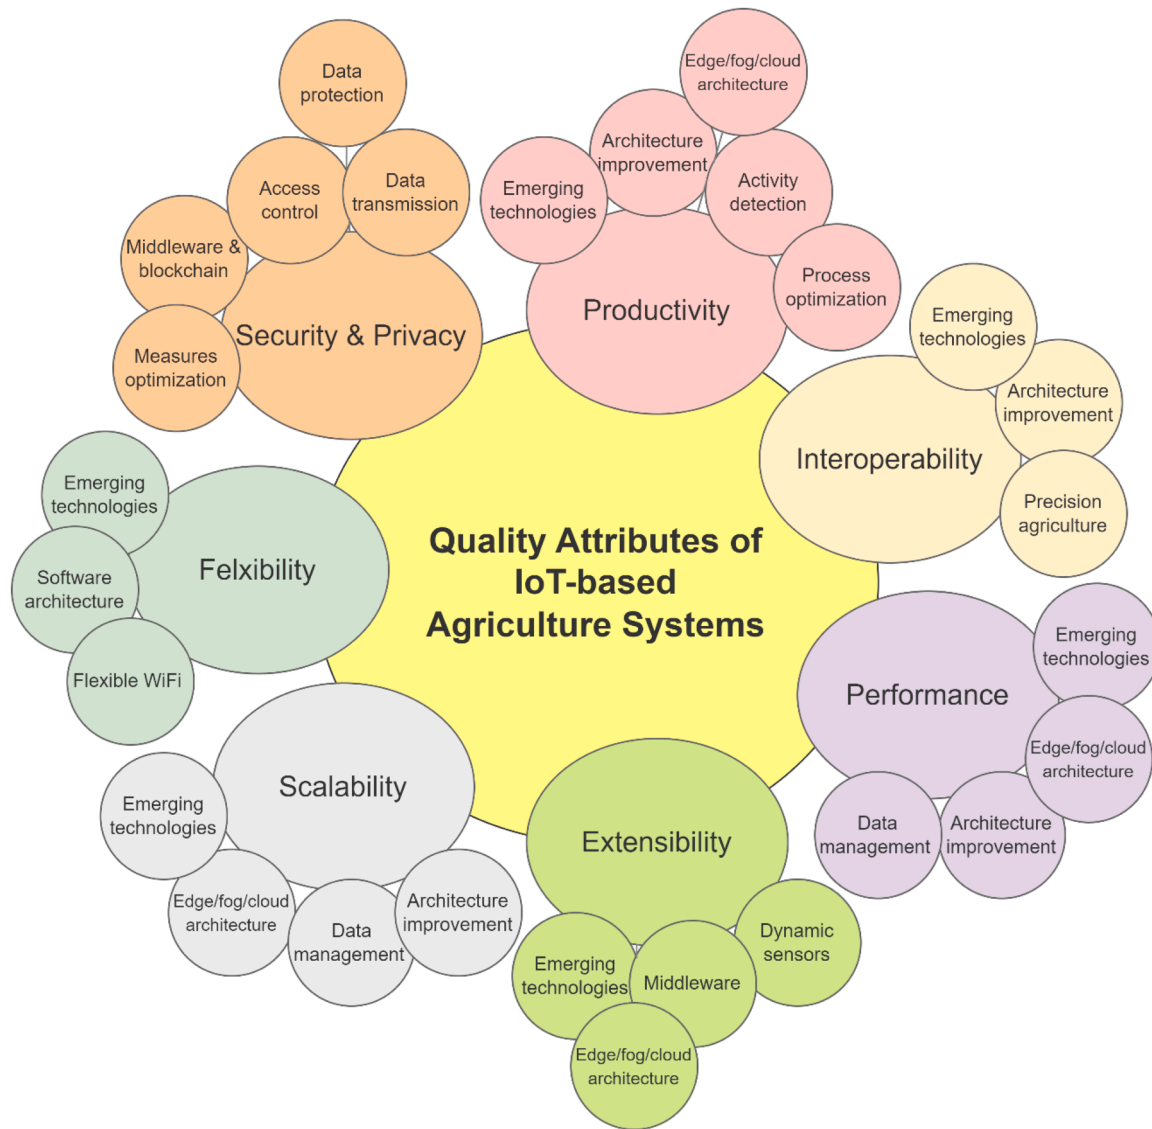 Quality Attributes of
IoT-based
Agriculture Systems
Security & Privacy
Data
protection
Access
control
Data
transmission
Middleware &
blockchain
Measures
optimization
Productivity
Edge/fog/cloud
architecture
Architecture
improvement
Emerging
technologies
Activity
detection
Process
optimization
Interoperability
Emerging
technologies
Architecture
improvement
Precision
agriculture
Performance
Emerging
technologies
Edge/fog/cloud
architecture
Architecture
improvement
Data
management
Extensibility
Dynamic
sensors
Middleware
Emerging
technologies
Edge/fog/cloud
architecture
Scalability
Emerging
technologies
Edge/fog/cloud
architecture
Data
management
Architecture
improvement
Felxibility
Emerging
technologies
Software
architecture
Flexible WiFi